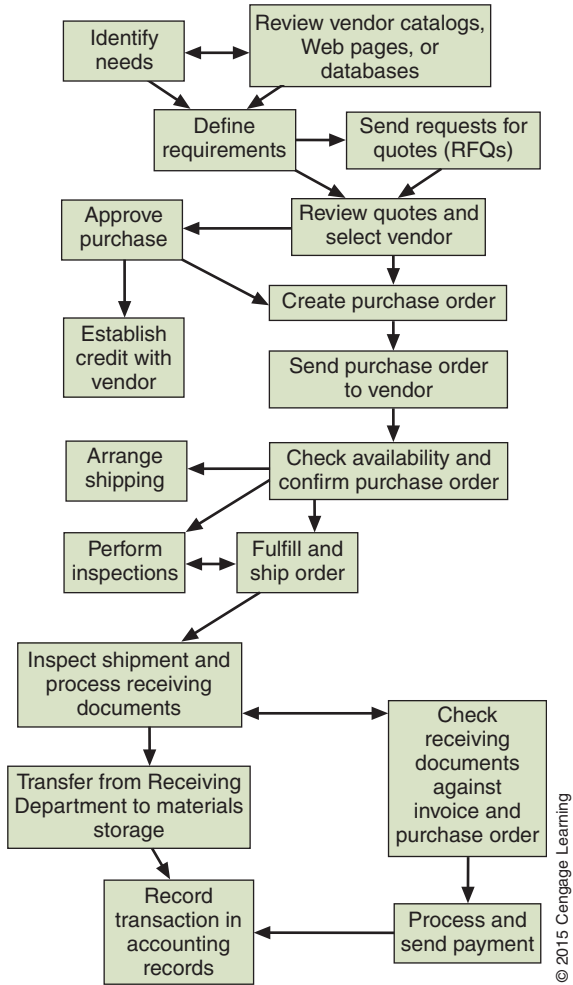 Identify
needs
Review vendor catalogs,
Web pages, or
databases
Define
requirements
Send requests for
quotes (RFQs)
Approve
purchase
Review quotes and
select vendor
Create purchase order
Establish
credit with
vendor
Send purchase order
to vendor
Arrange
shipping
Check availability and
confirm purchase order
Perform
inspections
Fulfill and
ship order
Inspect shipment and
process receiving
documents
Check
receiving
documents
against
invoice and
purchase order
Transfer from Receiving
Department to materials
storage
Record
transaction in
accounting
records
Process and
send payment
© 2015 Cengage Learning